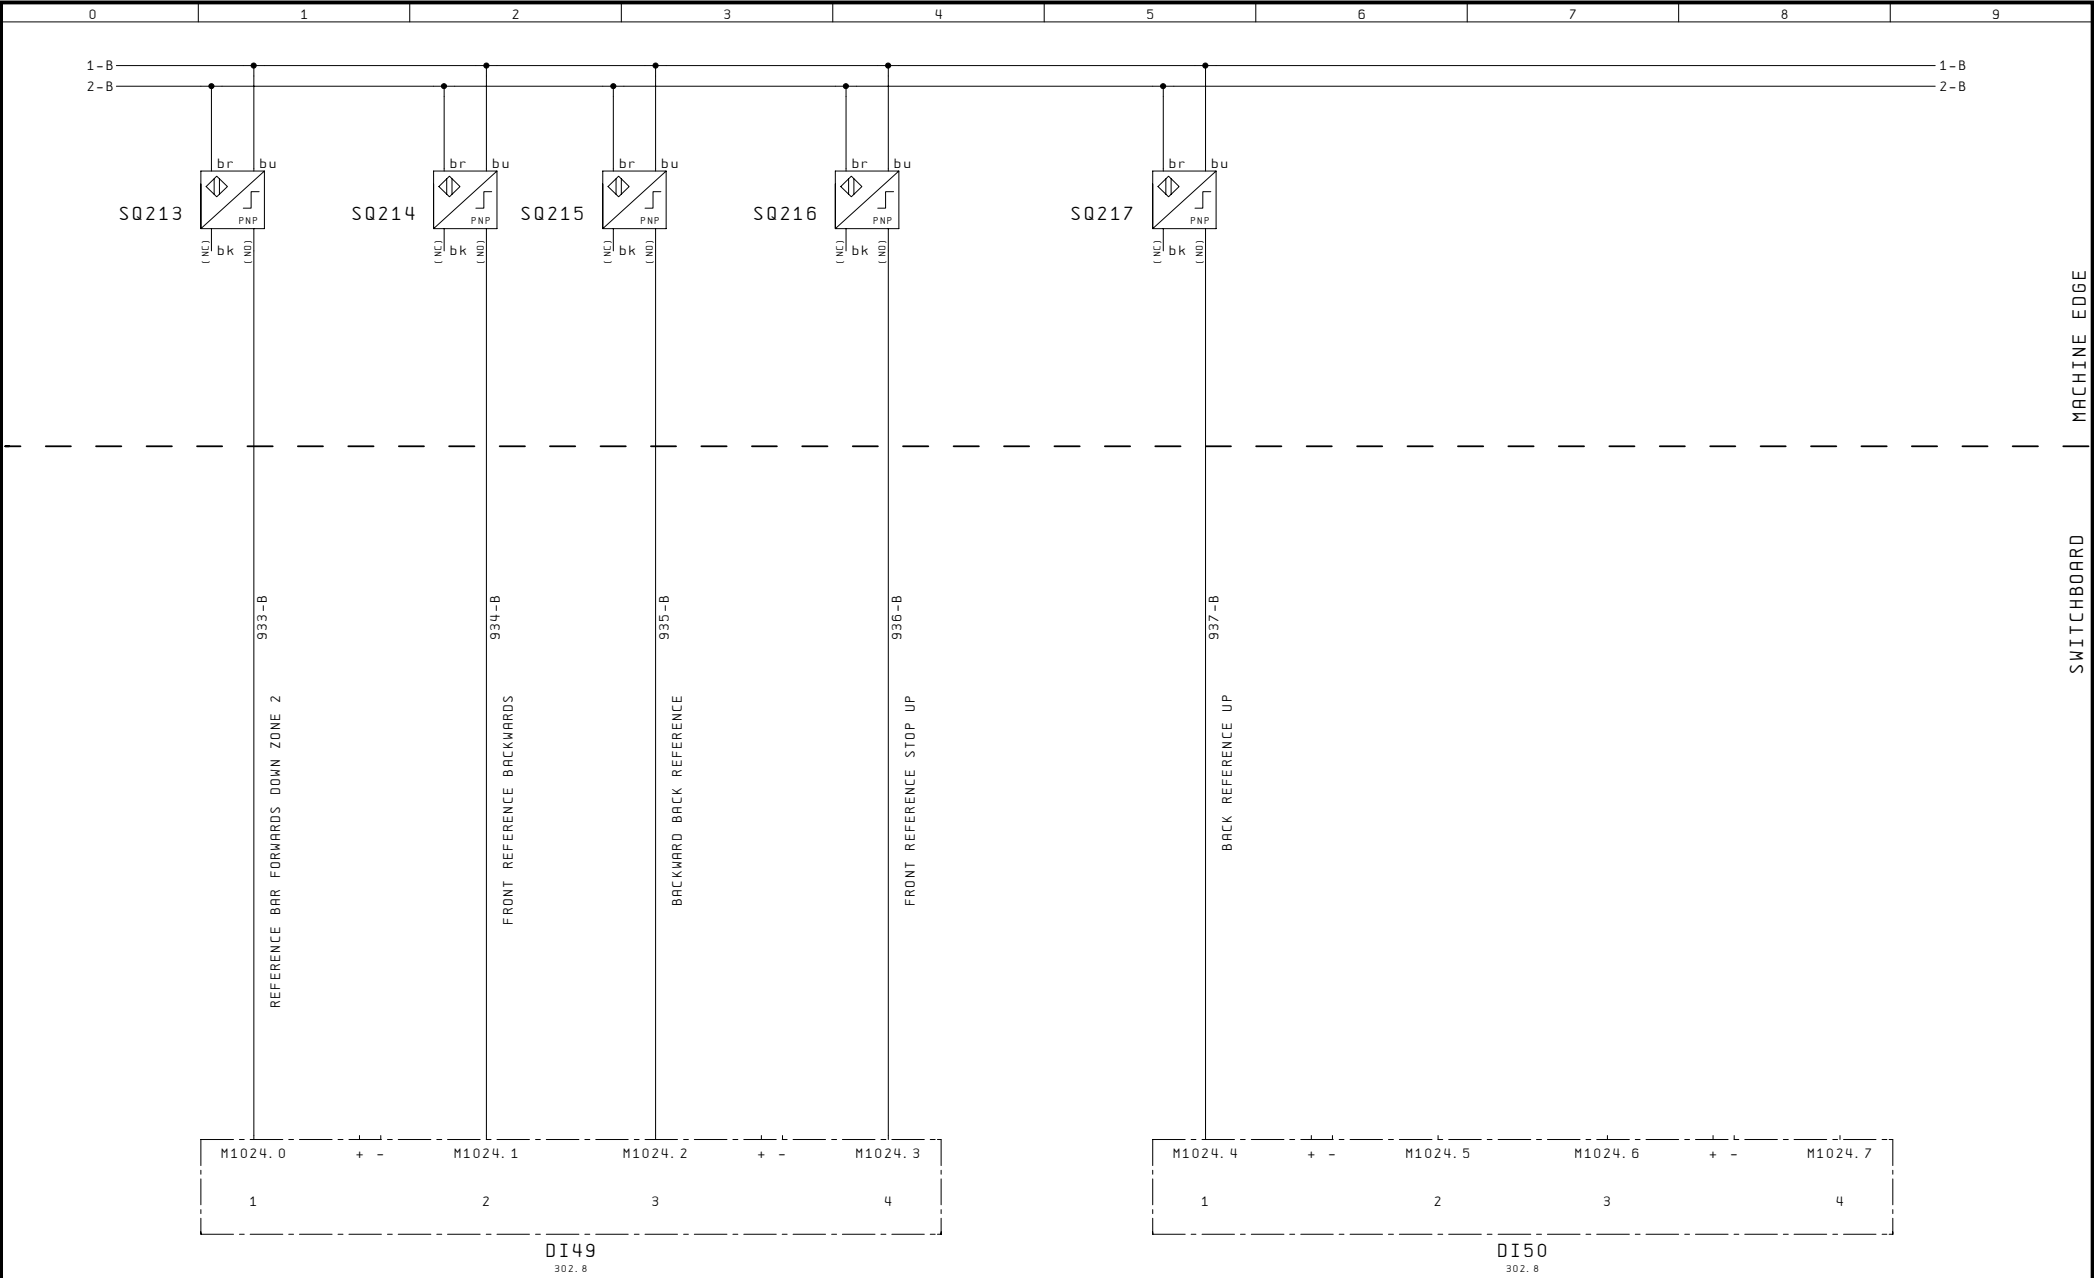 0 1 2 3 4 5 6 7 8 9
1-B 1-B
2-B 2-B
br bu br bu br bu br bu br bu
SQ213 PNP SQ214 PNP SQ215 PNP SQ216 PNP SQ217 PNP
(NC) bk (NO) (NC) bk (NO) (NC) bk (NO) (NC) bk (NO) (NC) bk (NO)
MACHINE EDGE
SWITCHBOARD
933-B
REFERENCE BAR FORWARDS DOWN ZONE 2
934-B
FRONT REFERENCE BACKWARDS
935-B
BACKWARD BACK REFERENCE
936-B
FRONT REFERENCE STOP UP
937-B
BACK REFERENCE UP
M1024.0 + - M1024.1 M1024.2 + - M1024.3 M1024.4 + - M1024.5 M1024.6 + - M1024.7
1 2 3 4 1 2 3 4
DI49 DI50
302.8 302.8